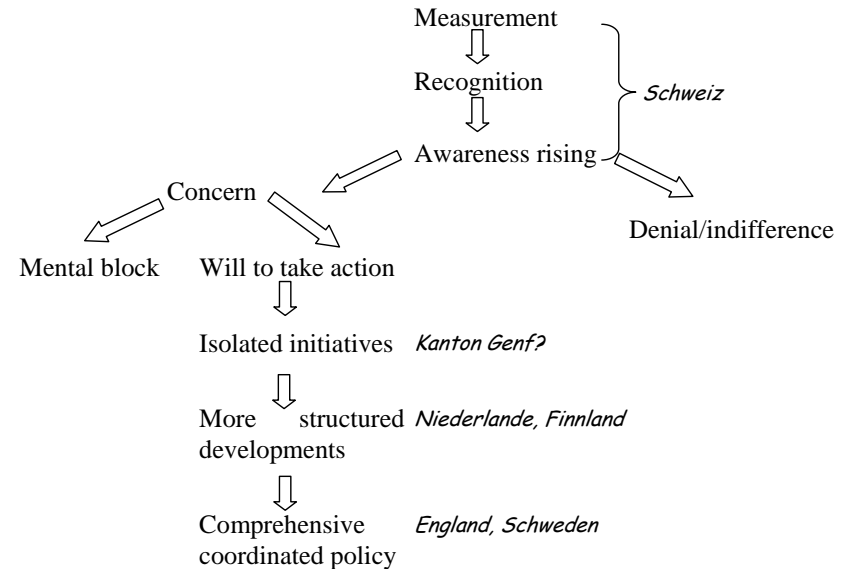 Measurement
Recognition
Schweiz
Awareness rising
Concern
Denial/indifference
Mental block
Will to take action
Isolated initiatives
Kanton Genf?
More structured
developments
Niederlande, Finnland
Comprehensive
coordinated policy
England, Schweden